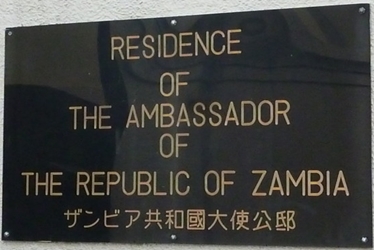 RESIDENCE
OF
THE AMBASSADOR
OF
THE REPUBLIC OF ZAMBIA
ザンビア共和國大使公邸